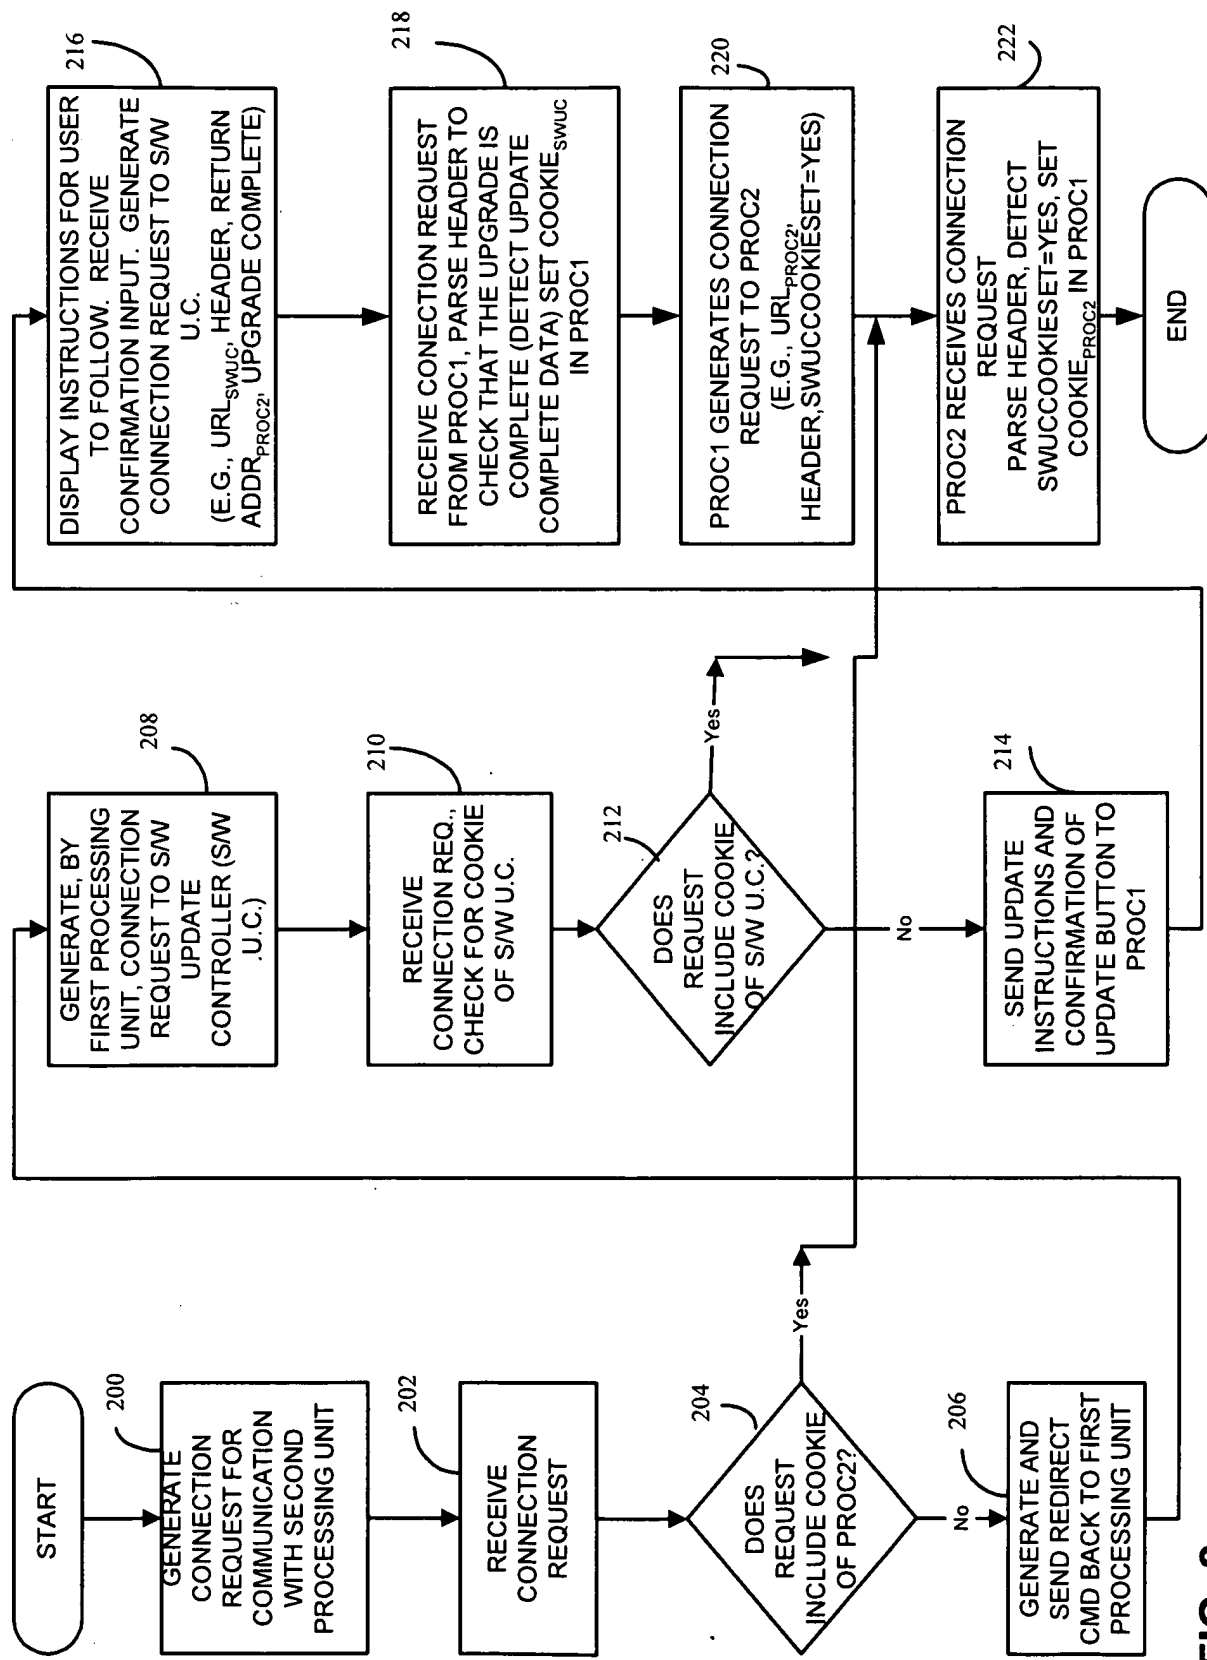 START
200
GENERATE
CONNECTION
REQUEST FOR
COMMUNICATION
WITH SECOND
PROCESSING UNIT
202
RECEIVE
CONNECTION
REQUEST
204
DOES
REQUEST
INCLUDE COOKIE
OF PROC2?
Yes
No
206
GENERATE AND
SEND REDIRECT
CMD BACK TO FIRST
PROCESSING UNIT
208
GENERATE, BY
FIRST PROCESSING
UNIT, CONNECTION
REQUEST TO S/W
UPDATE
CONTROLLER (S/W
.U.C.)
210
RECEIVE
CONNECTION REQ.,
CHECK FOR COOKIE
OF S/W U.C.
212
DOES
REQUEST
INCLUDE COOKIE
OF S/W U.C.?
Yes
No
214
SEND UPDATE
INSTRUCTIONS AND
CONFIRMATION OF
UPDATE BUTTON TO
PROC1
216
DISPLAY INSTRUCTIONS FOR USER
TO FOLLOW. RECEIVE
CONFIRMATION INPUT. GENERATE
CONNECTION REQUEST TO S/W
U.C.
(E.G., URLSWUC, HEADER, RETURN
ADDRPROC2, UPGRADE COMPLETE)
218
RECEIVE CONECTION REQUEST
FROM PROC1, PARSE HEADER TO
CHECK THAT THE UPGRADE IS
COMPLETE (DETECT UPDATE
COMPLETE DATA) SET COOKIESWUC
IN PROC1
220
PROC1 GENERATES CONNECTION
REQUEST TO PROC2
(E.G., URLPROC2,
HEADER,SWUCCOOKIESET=YES)
222
PROC2 RECEIVES CONNECTION
REQUEST
PARSE HEADER, DETECT
SWUCCOOKIESET=YES, SET
COOKIEPROC2 IN PROC1
END